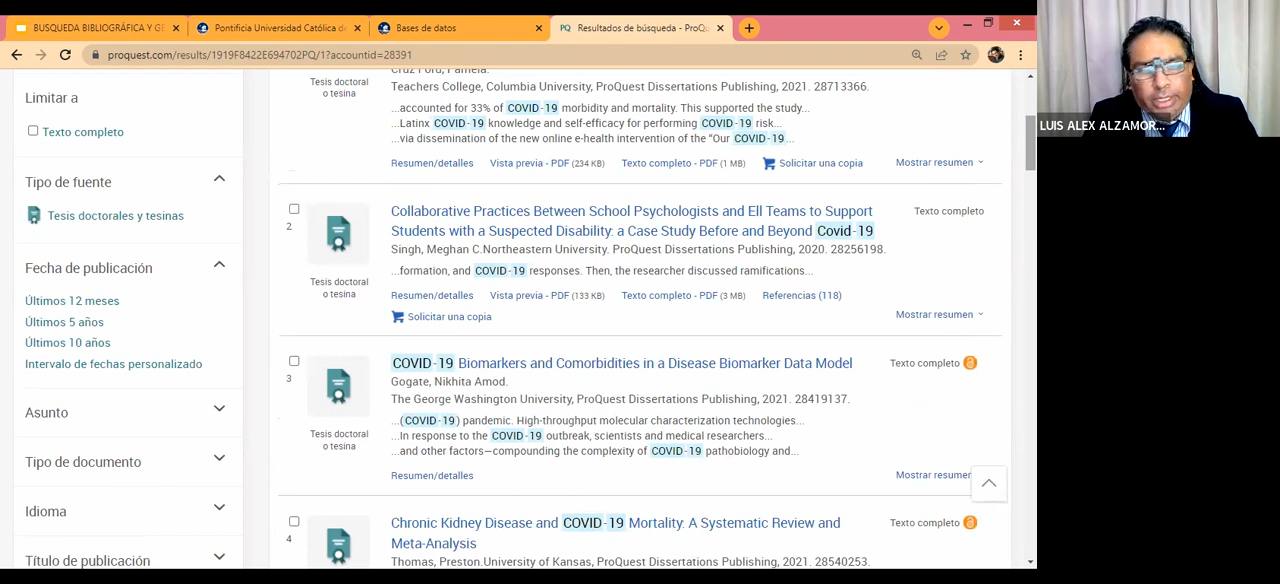 BUSQUEDA BIBLIOGRÁFICA Y GE
Pontificia Universidad Católica de
Bases de datos
PQ Resultados de búsqueda - ProQu
proquest.com/results/1919F8422E694702PQ/1?accountid=28391
LUIS ALEX ALZAMOR...
Limitar a
Texto completo
Tipo de fuente
Tesis doctorales y tesinas
Fecha de publicación
Últimos 12 meses
Últimos 5 años
Últimos 10 años
Intervalo de fechas personalizado
Asunto
Tipo de documento
Idioma
Título de publicación
Tesis doctoral
o tesina
Cruz Ford, Pamela.
Teachers College, Columbia University, ProQuest Dissertations Publishing, 2021. 28713366.
...accounted for 33% of COVID-19 morbidity and mortality. This supported the study...
...Latinx COVID-19 knowledge and self-efficacy for performing COVID-19 risk...
...via dissemination of the new online e-health intervention of the "Our COVID-19...
Resumen/detalles Vista previa - PDF (234 KB) Texto completo - PDF (1 MB) Solicitar una copia Mostrar resumen
2
Tesis doctoral
o tesina
Collaborative Practices Between School Psychologists and Ell Teams to Support
Students with a Suspected Disability: a Case Study Before and Beyond Covid-19
Texto completo
Singh, Meghan C.Northeastern University. ProQuest Dissertations Publishing, 2020. 28256198.
...formation, and COVID-19 responses. Then, the researcher discussed ramifications...
Resumen/detalles Vista previa - PDF (133 KB) Texto completo - PDF (3 MB) Referencias (118)
Solicitar una copia Mostrar resumen
3
Tesis doctoral
o tesina
COVID-19 Biomarkers and Comorbidities in a Disease Biomarker Data Model
Texto completo
Gogate, Nikhita Amod.
The George Washington University, ProQuest Dissertations Publishing, 2021. 28419137.
...(COVID-19) pandemic. High-throughput molecular characterization technologies...
...In response to the COVID-19 outbreak, scientists and medical researchers...
...and other factors—compounding the complexity of COVID-19 pathobiology and...
Resumen/detalles Mostrar resumen
4
Chronic Kidney Disease and COVID-19 Mortality: A Systematic Review and
Meta-Analysis
Texto completo
Thomas, Preston.University of Kansas, ProQuest Dissertations Publishing, 2021. 28540253.